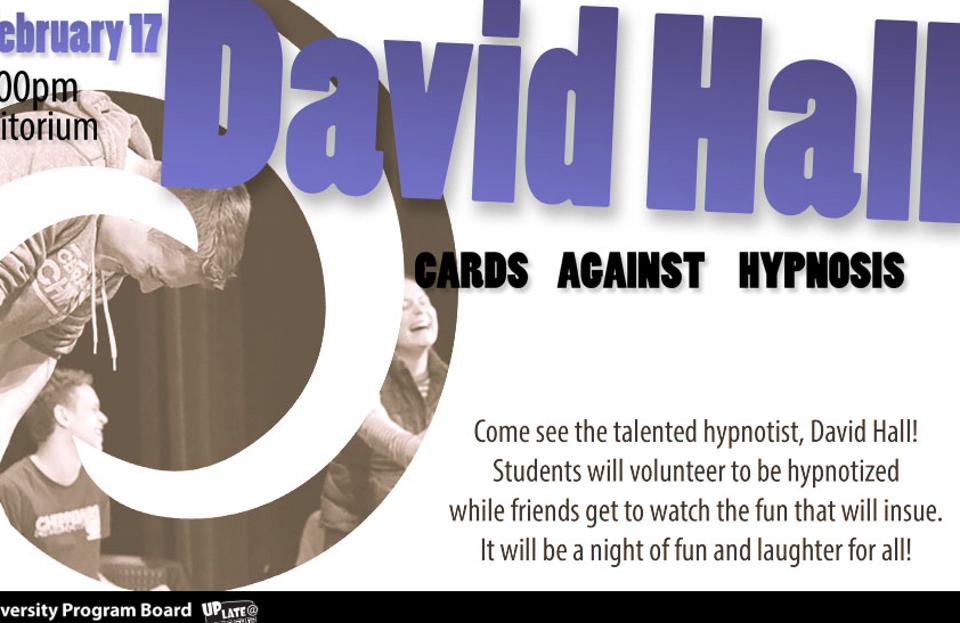 ebruary 17
David Hall
00pm
itorium
CARDS AGAINST HYPNOSIS
Come see the talented hypnotist, David Hall!
Students will volunteer to be hypnotized
while friends get to watch the fun that will insue.
It will be a night of fun and laughter for all!
versity Program Board UP LATE@